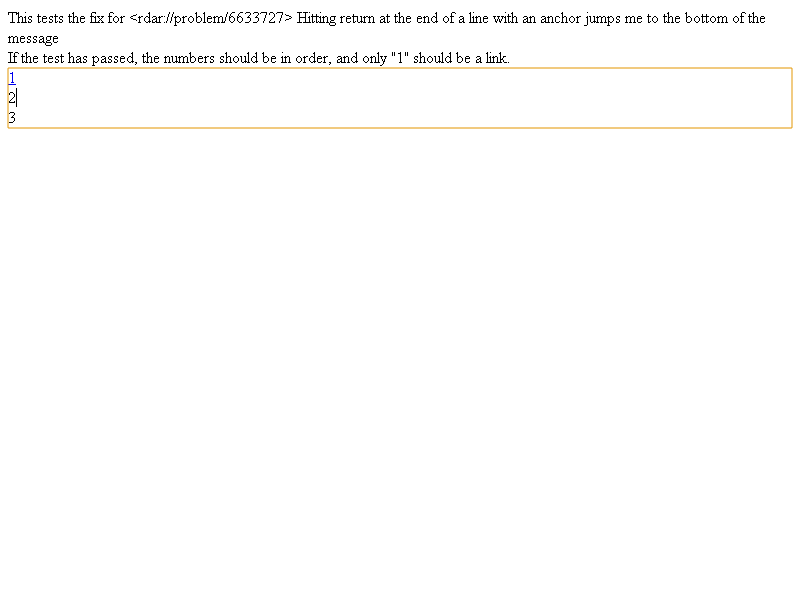 This tests the fix for <rdar://problem/6633727> Hitting return at the end of a line with an anchor jumps me to the bottom of the
message
If the test has passed, the numbers should be in order, and only "1" should be a link.
1
2
3